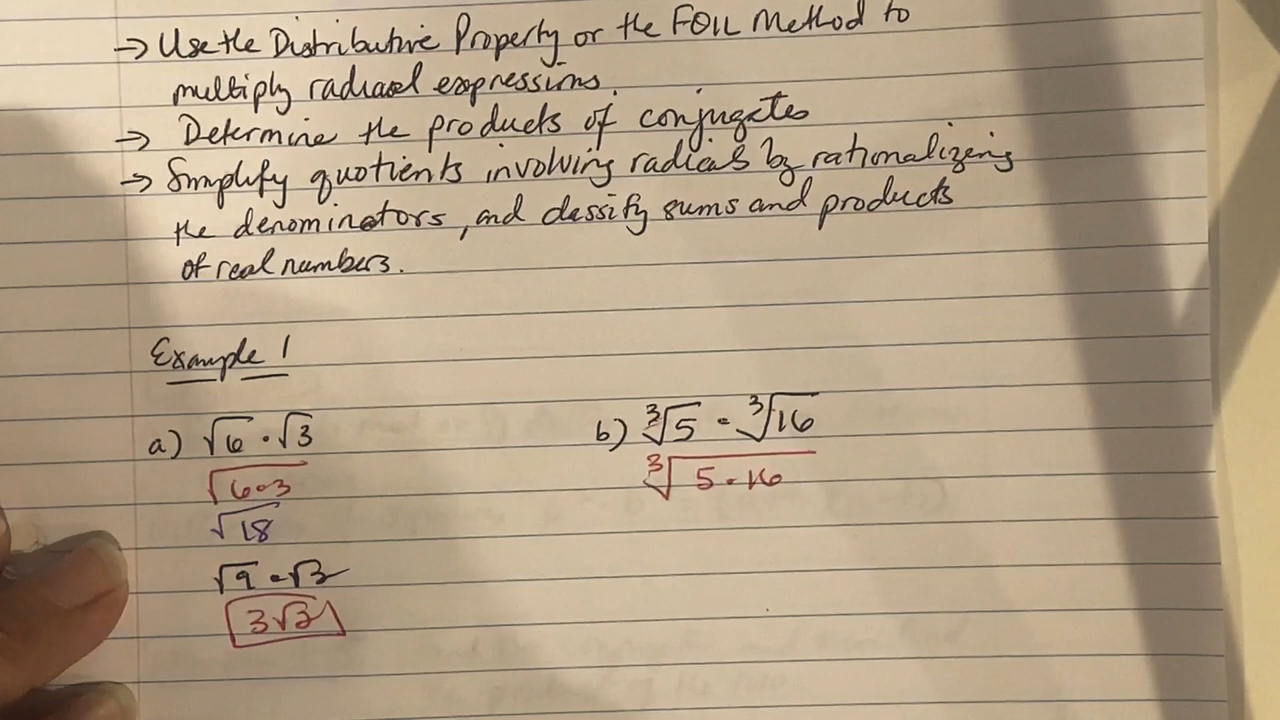 → Use the Distributive Property or the FOIL Method to
multiply radical expressions.
→ Determine the products of conjugates
→ Simplify quotients involving radicals by rationalizing
the denominators, and classify sums and products
of real numbers.
Example 1
a) √6 · √3
√6·3
√18
√9 · √2
3√2
b) ∛5 · ∛16
∛5·16